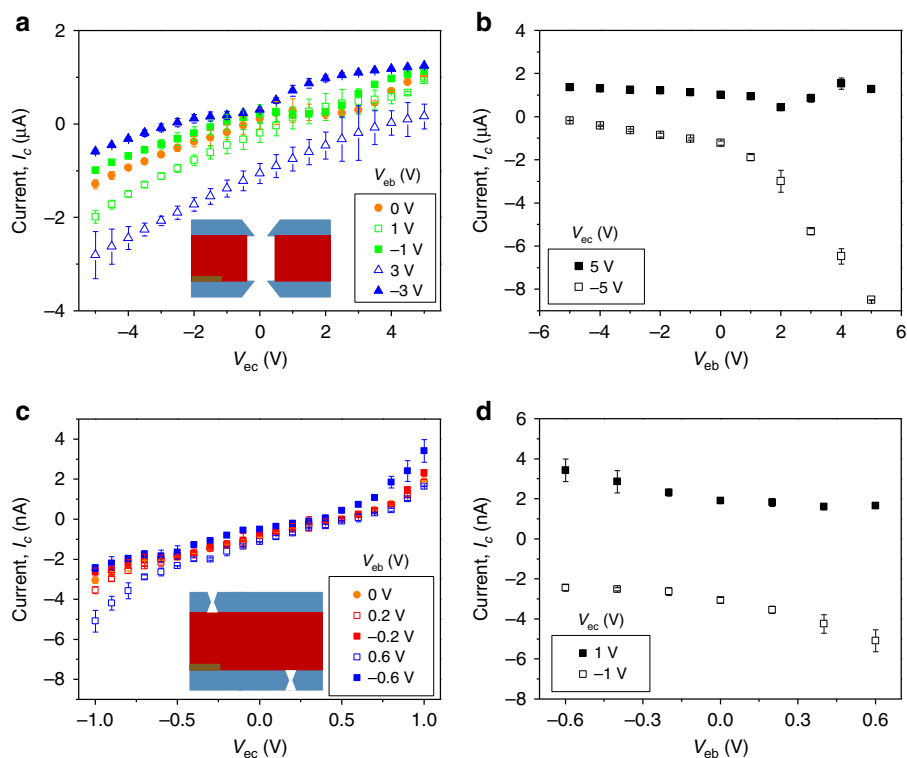 a
Current, Ic (μA)
2
0
−2
−4
−4
−2
0
2
4
Vec (V)
Veb (V)
0 V
1 V
−1 V
3 V
−3 V
b
Current, Ic (μA)
6
4
2
0
−2
−4
−6
−8
−6
−4
−2
0
2
4
6
Veb (V)
Vec (V)
5 V
−5 V
c
Current, Ic (nA)
6
4
2
0
−2
−4
−6
−8
−1.0
−0.5
0.0
0.5
1.0
Vec (V)
Veb (V)
0 V
0.2 V
−0.2 V
0.6 V
−0.6 V
d
Current, Ic (nA)
6
4
2
0
−2
−4
−6
−8
−0.6
−0.3
0.0
0.3
0.6
Veb (V)
Vec (V)
1 V
−1 V